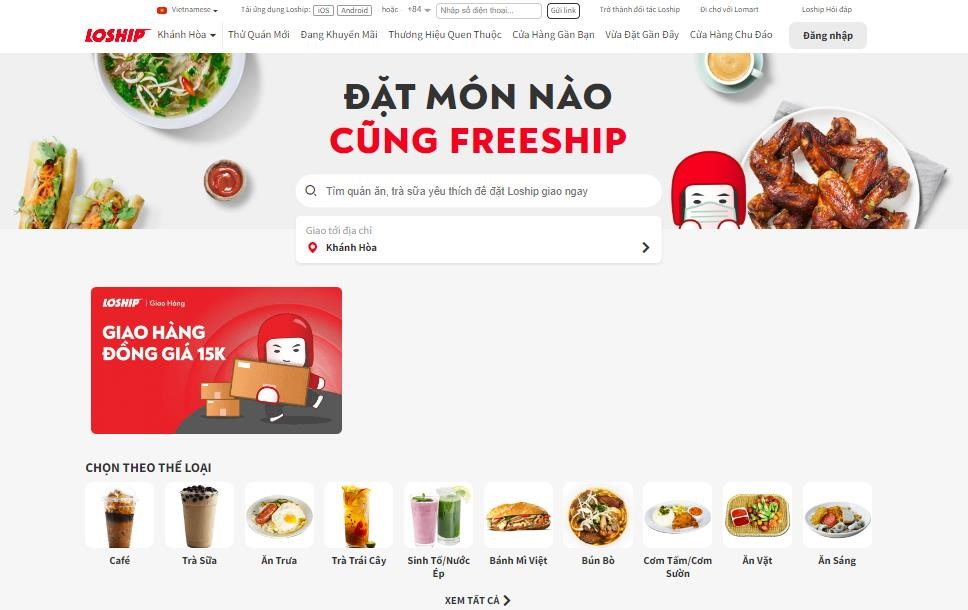 Vietnamese
Tải ứng dụng Loship: iOS Android hoặc +84 Nhập số điện thoại... Gửi link
Trở thành đối tác Loship
Đi chợ với Lomart
Loship Hỏi đáp
LOSHIP
Khánh Hòa
Thử Quán Mới
Đang Khuyến Mãi
Thương Hiệu Quen Thuộc
Cửa Hàng Gần Bạn
Vừa Đặt Gần Đây
Cửa Hàng Chu Đáo
Đăng nhập
ĐẶT MÓN NÀO
CŨNG FREESHIP
Tìm quán ăn, trà sữa yêu thích để đặt Loship giao ngay
Giao tới địa chỉ
Khánh Hòa
LOSHIP | Giao Hàng
GIAO HÀNG
ĐỒNG GIÁ 15K
CHỌN THEO THỂ LOẠI
Café
Trà Sữa
Ăn Trưa
Trà Trái Cây
Sinh Tố/Nước
Ép
Bánh Mì Việt
Bún Bò
Cơm Tấm/Cơm
Sườn
Ăn Vặt
Ăn Sáng
XEM TẤT CẢ